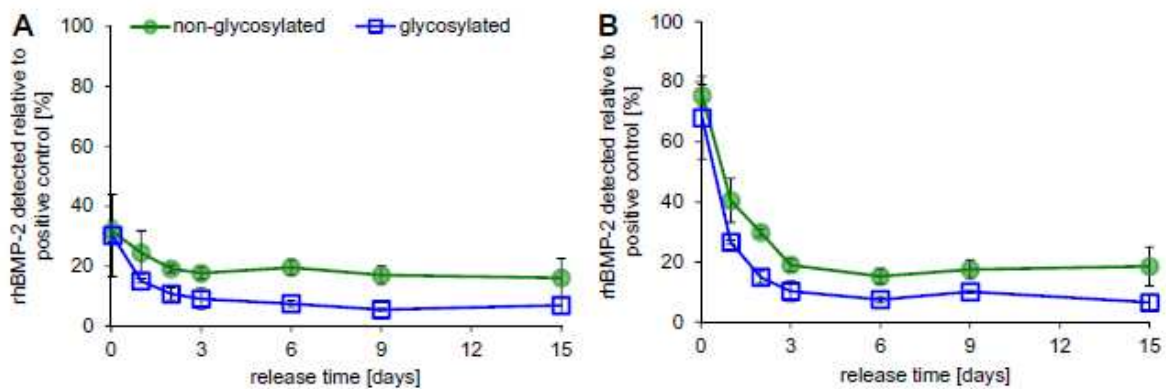 A
non-glycosylated
glycosylated
rhBMP-2 detected relative to
positive control [%]
100
80
60
40
20
0
0
3
6
9
12
15
release time [days]
B
rhBMP-2 detected relative to
positive control [%]
100
80
60
40
20
0
0
3
6
9
12
15
release time [days]